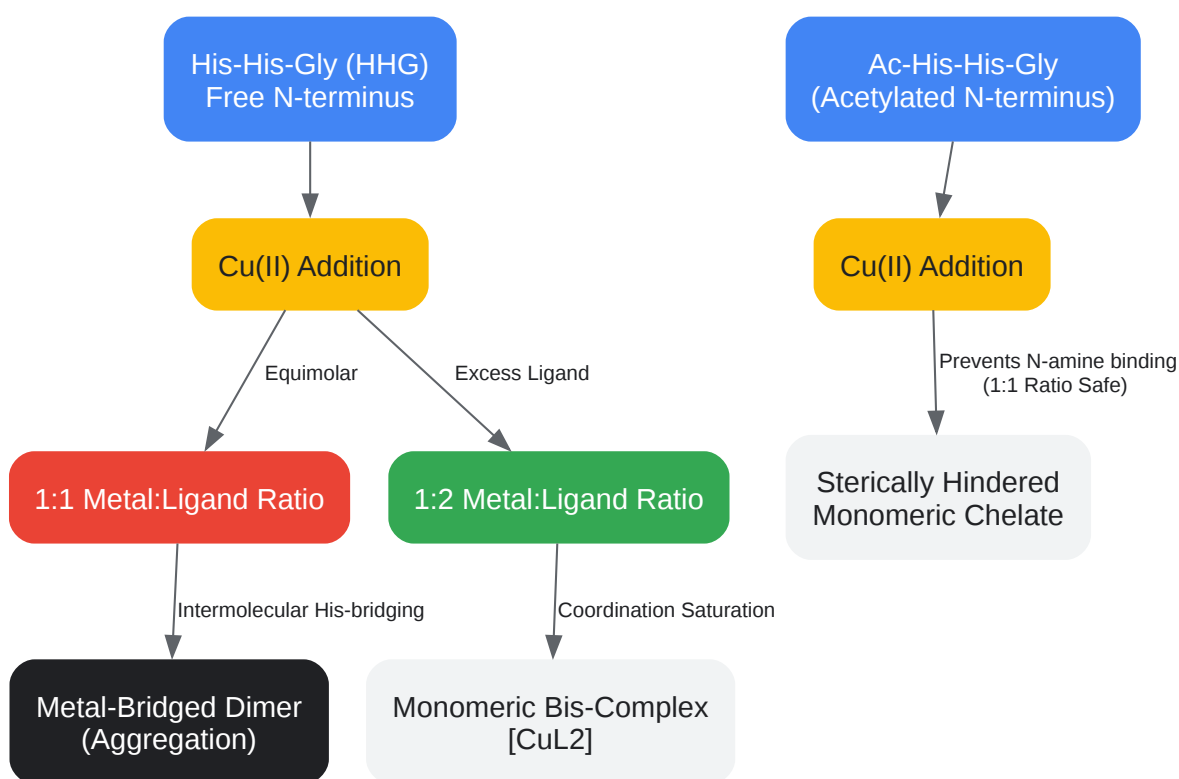 His-His-Gly (HHG)
Free N-terminus
Ac-His-His-Gly
(Acetylated N-terminus)
Cu(II) Addition
Cu(II) Addition
Equimolar
Excess Ligand
Prevents N-amine binding
(1:1 Ratio Safe)
1:1 Metal:Ligand Ratio
1:2 Metal:Ligand Ratio
Sterically Hindered
Monomeric Chelate
Intermolecular His-bridging
Coordination Saturation
Metal-Bridged Dimer
(Aggregation)
Monomeric Bis-Complex
[CuL2]